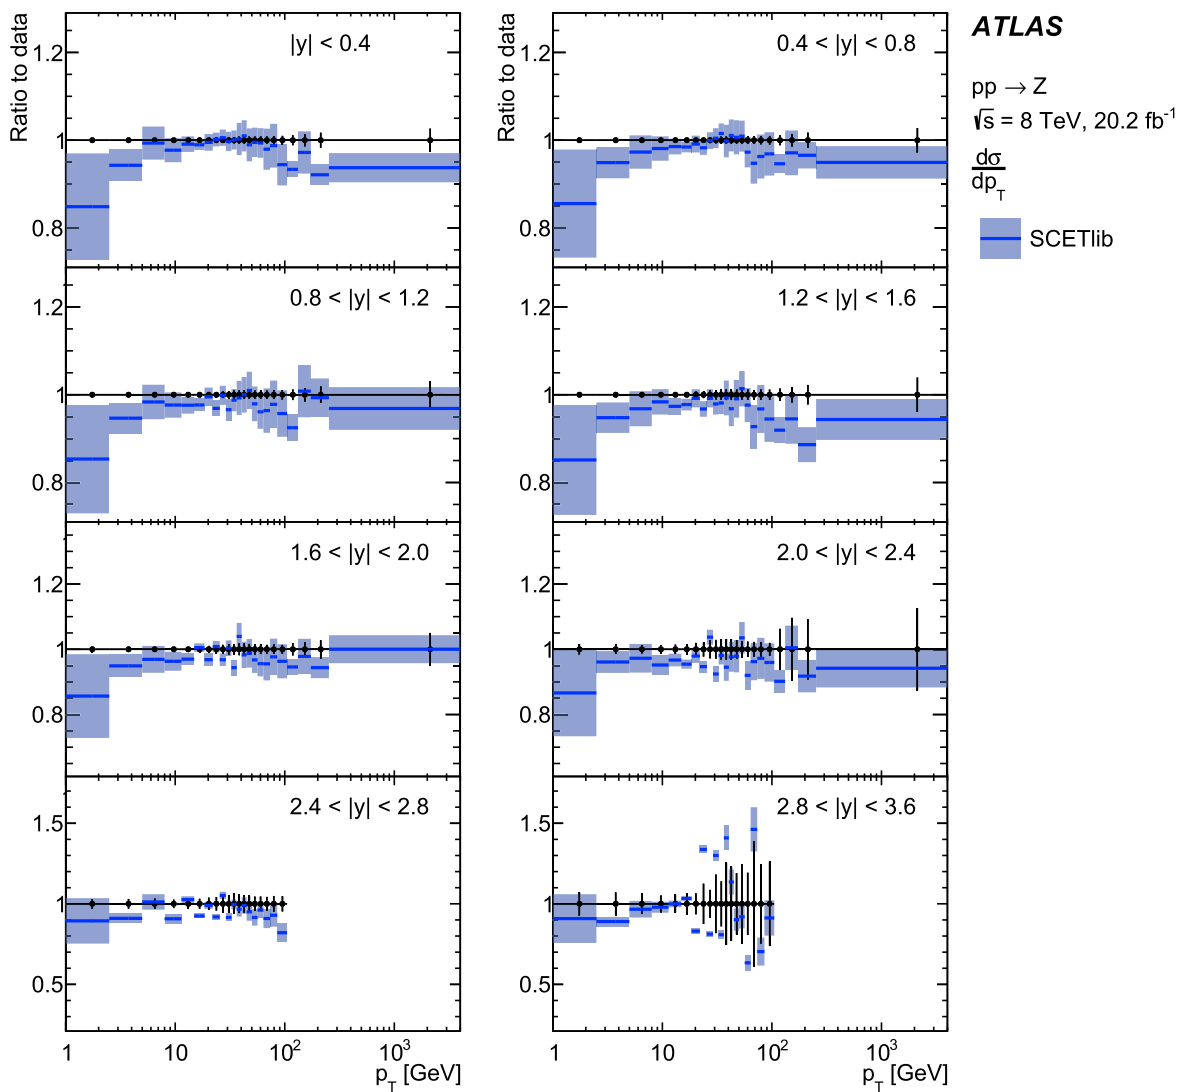 Ratio to data
1.2
1
0.8
|y| < 0.4
Ratio to data
1.2
1
0.8
0.4 < |y| < 0.8
ATLAS
pp → Z
√s = 8 TeV, 20.2 fb⁻¹
dσ
dp_T
SCETlib
1.2
1
0.8
0.8 < |y| < 1.2
1.2
1
0.8
1.2 < |y| < 1.6
1.2
1
0.8
1.6 < |y| < 2.0
1.2
1
0.8
2.0 < |y| < 2.4
1.5
1
0.5
2.4 < |y| < 2.8
1 10 10² 10³
p_T [GeV]
1.5
1
0.5
2.8 < |y| < 3.6
1 10 10² 10³
p_T [GeV]